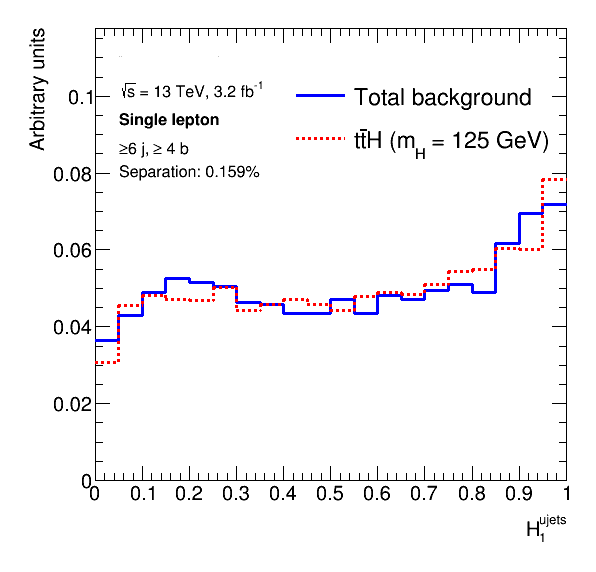 Arbitrary units
√s = 13 TeV, 3.2 fb⁻¹
Single lepton
≥6 j, ≥ 4 b
Separation: 0.159%
Total background
tt̄H (m_H = 125 GeV)
0.1
0.08
0.06
0.04
0.02
0
0 0.1 0.2 0.3 0.4 0.5 0.6 0.7 0.8 0.9 1
H₁^ujets